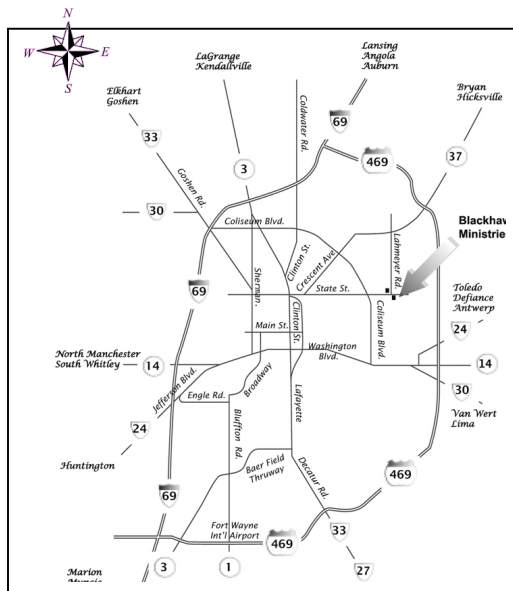 N
W
E
S
LaGrange
Kendallville
Lansing
Angola
Auburn
Elkhart
Goshen
Bryan
Hicksville
33
3
Coldwater Rd.
69
469
37
Goshen Rd.
30
Coliseum Blvd.
Clinton St.
Crescent Ave.
Lahmeyer Rd.
Blackhaw
Ministrie
Sherman
State St.
69
Clinton St.
Main St.
Coliseum Blvd.
Toledo
Defiance
Antwerp
24
Washington
Blvd.
North Manchester
South Whitley
14
14
Jefferson Blvd.
Engle Rd.
Broadway
30
Van Wert
Lima
24
Bluffton Rd.
Lafayette
Huntington
Baer Field
Thruway
Decatur Rd.
469
69
Fort Wayne
Int'l Airport
469
33
3
1
27
Marion